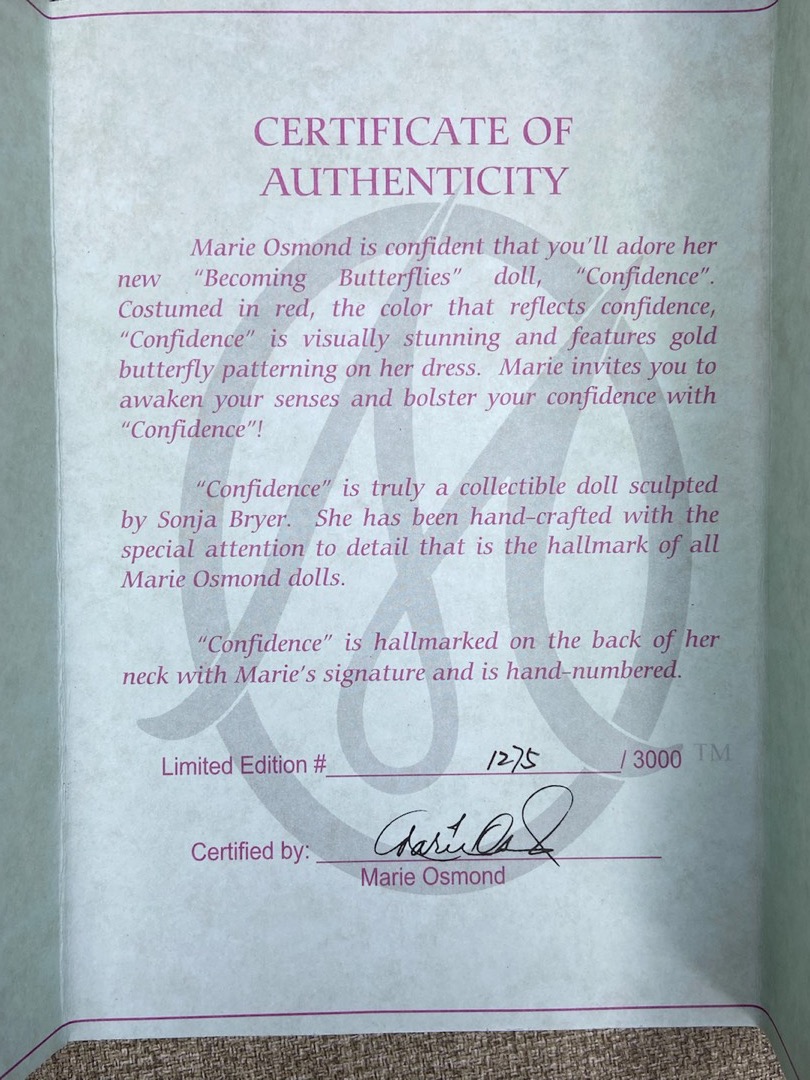 CERTIFICATE OF
AUTHENTICITY
Marie Osmond is confident that you'll adore her
new "Becoming Butterflies" doll, "Confidence".
Costumed in red, the color that reflects confidence,
"Confidence" is visually stunning and features gold
butterfly patterning on her dress. Marie invites you to
awaken your senses and bolster your confidence with
"Confidence"!
"Confidence" is truly a collectible doll sculpted
by Sonja Bryer. She has been hand-crafted with the
special attention to detail that is the hallmark of all
Marie Osmond dolls.
"Confidence" is hallmarked on the back of her
neck with Marie's signature and is hand-numbered.
Limited Edition # 1275 / 3000 TM
Certified by: Marie Osmond
Marie Osmond